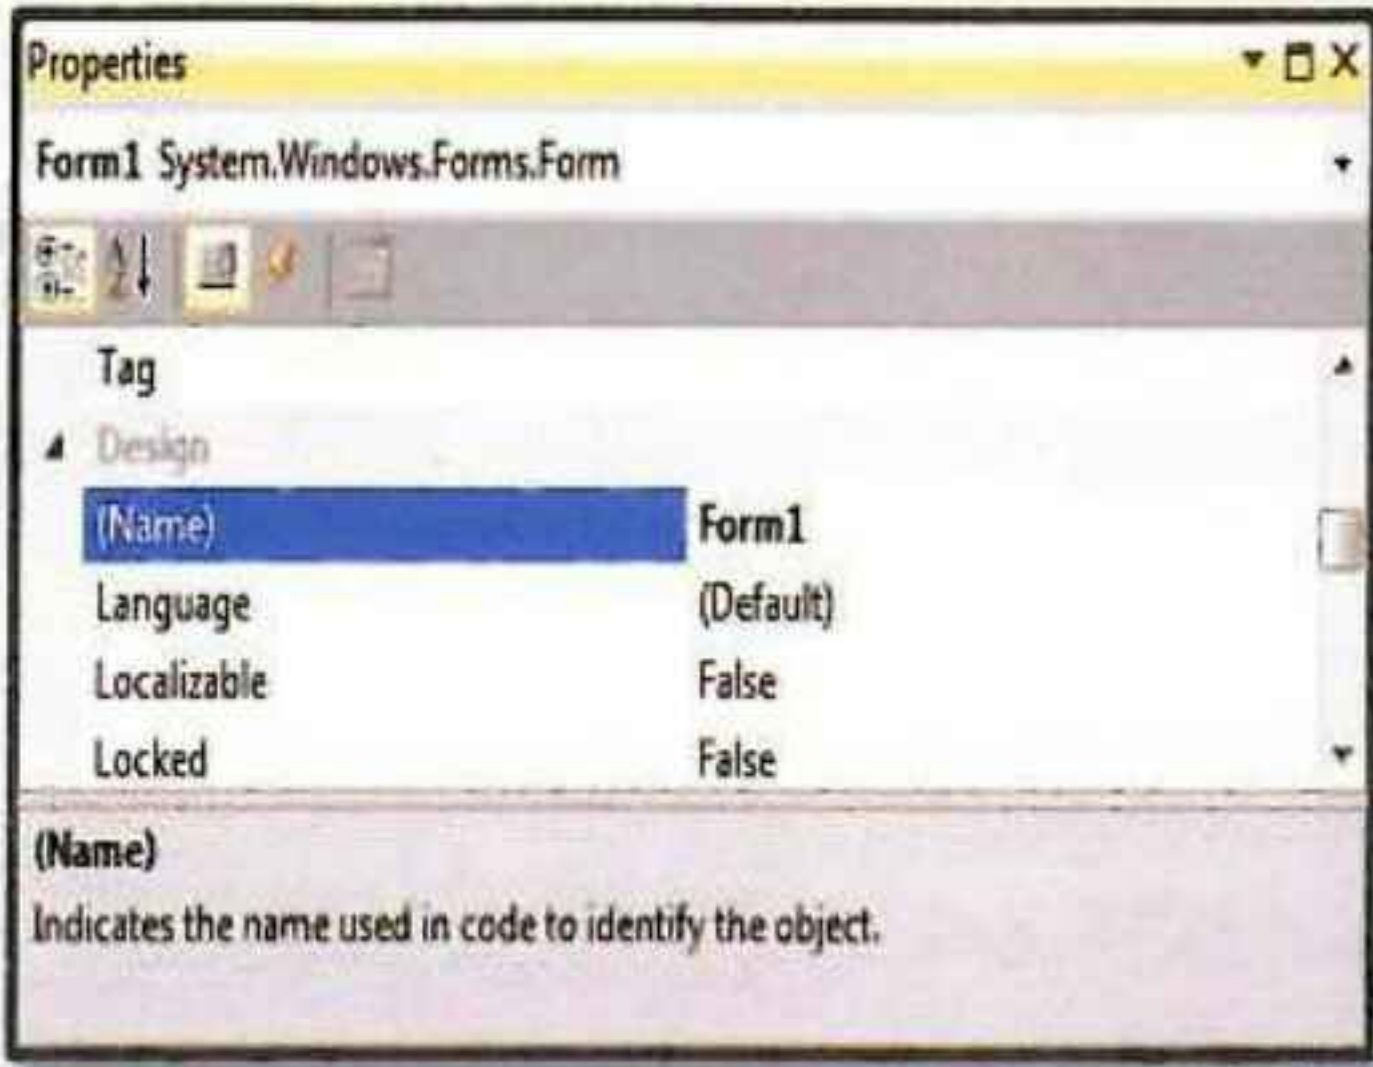 Properties
Form1 System.Windows.Forms.Form
Tag
Design
(Name) Form1
Language (Default)
Localizable False
Locked False
(Name)
Indicates the name used in code to identify the object.